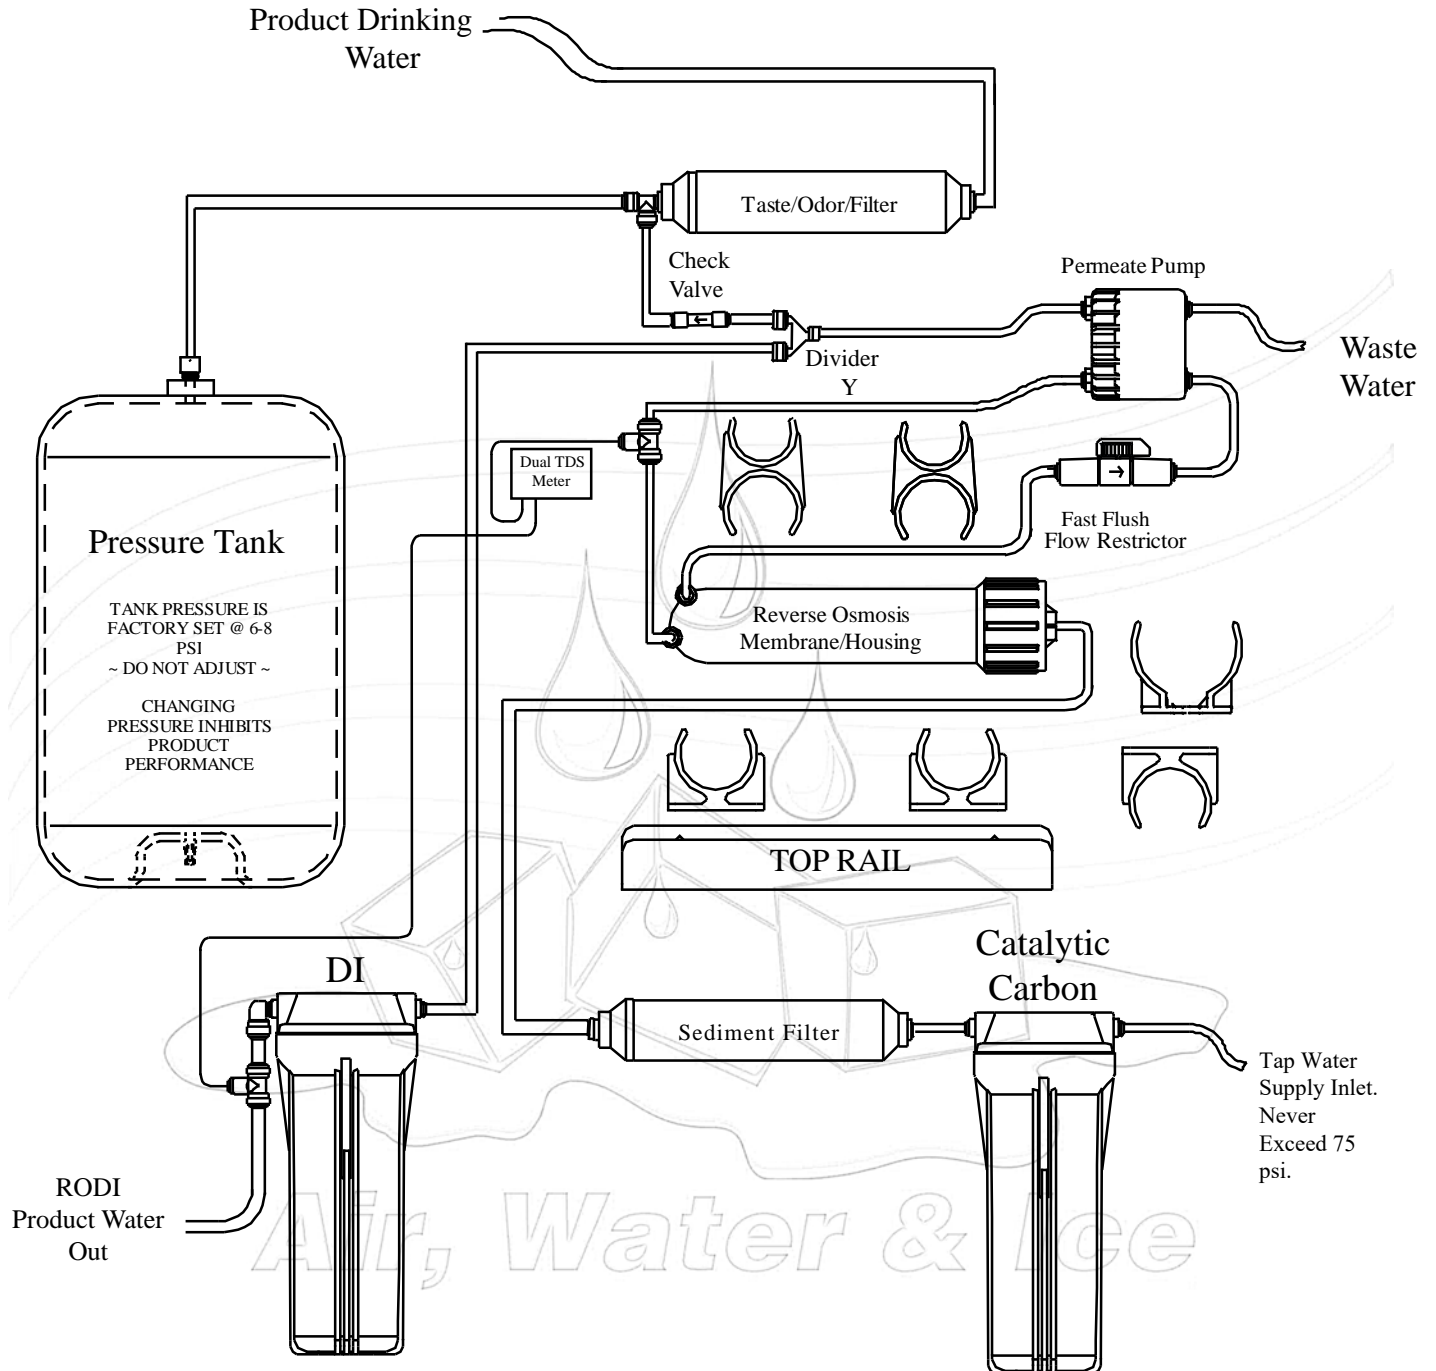 Product Drinking
Water
Taste/Odor/Filter
Check
Valve
Permeate Pump
Divider
Y
Waste
Water
Dual TDS
Meter
Fast Flush
Flow Restrictor
Pressure Tank
TANK PRESSURE IS
FACTORY SET @ 6-8
PSI
~ DO NOT ADJUST ~
CHANGING
PRESSURE INHIBITS
PRODUCT
PERFORMANCE
Reverse Osmosis
Membrane/Housing
TOP RAIL
DI
Catalytic
Carbon
Sediment Filter
Tap Water
Supply Inlet.
Never
Exceed 75
psi.
RODI
Product Water
Out
Air, Water & Ice